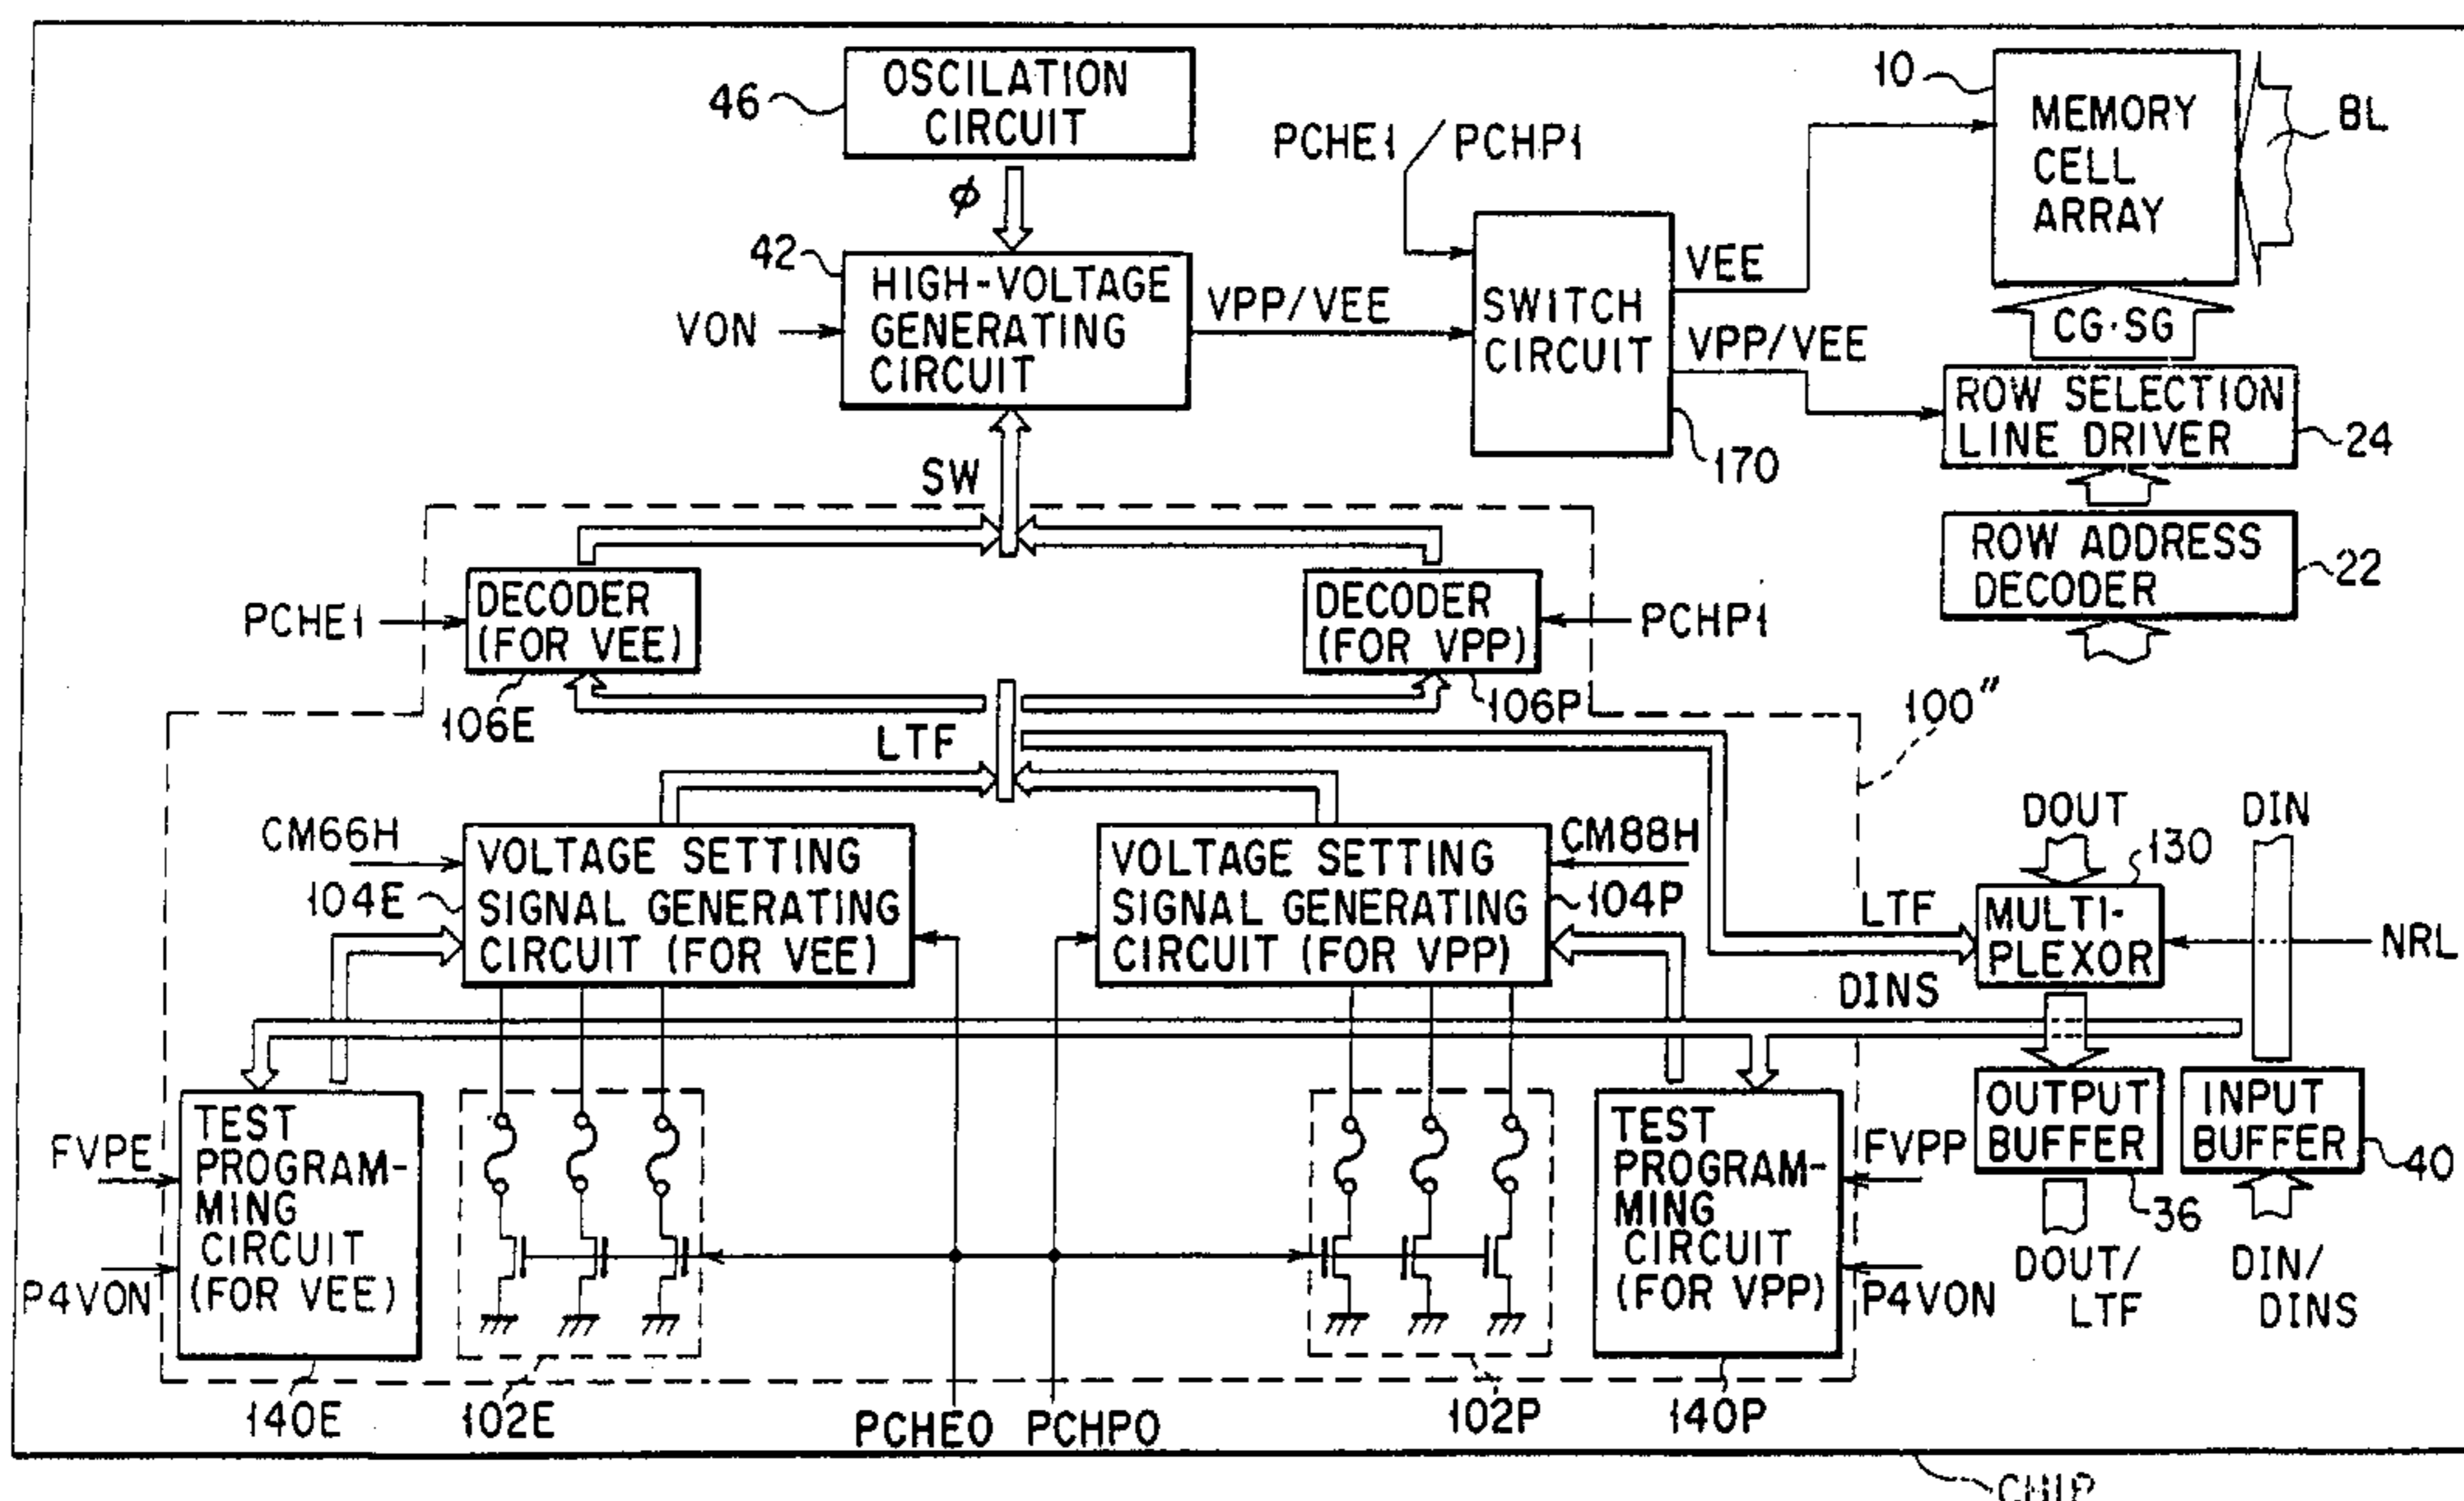 OSCILATION
CIRCUIT
46
ϕ
10
MEMORY
CELL
ARRAY
BL
PCHE1/PCHP1
42
HIGH-VOLTAGE
GENERATING
CIRCUIT
VON
VPP/VEE
SWITCH
CIRCUIT
170
VEE
VPP/VEE
CG·SG
ROW SELECTION
LINE DRIVER
24
ROW ADDRESS
DECODER
22
SW
PCHE1
DECODER
(FOR VEE)
106E
DECODER
(FOR VPP)
106P
PCHP1
100"
LTF
CM66H
104E
VOLTAGE SETTING
SIGNAL GENERATING
CIRCUIT (FOR VEE)
VOLTAGE SETTING
SIGNAL GENERATING
CIRCUIT (FOR VPP)
CM88H
104P
LTF
DOUT
DIN
130
MULTI-
PLEXOR
NRL
DINS
FVPE
P4VON
TEST
PROGRAM-
MING
CIRCUIT
(FOR VEE)
140E
102E
PCHE0
PCHP0
102P
TEST
PROGRAM-
MING
CIRCUIT
(FOR VPP)
140P
FVPP
P4VON
OUTPUT
BUFFER
36
INPUT
BUFFER
40
DOUT/
LTF
DIN/
DINS
CHIP